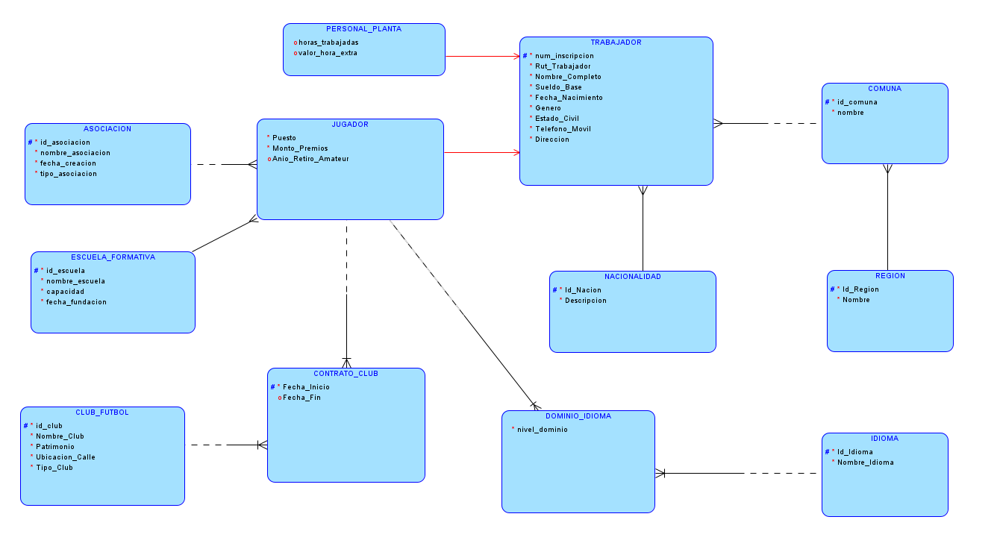 PERSONAL_PLANTA
o horas_trabajadas
o valor_hora_extra
TRABAJADOR
# * num_inscripcion
* Rut_Trabajador
* Nombre_Completo
* Sueldo_Base
* Fecha_Nacimiento
* Genero
* Estado_Civil
* Telefono_Movil
* Direccion
COMUNA
# * id_comuna
* nombre
ASOCIACION
# * id_asociacion
* nombre_asociacion
* fecha_creacion
* tipo_asociacion
JUGADOR
* Puesto
* Monto_Premios
o Anio_Retiro_Amateur
ESCUELA_FORMATIVA
# * id_escuela
* nombre_escuela
* capacidad
* fecha_fundacion
NACIONALIDAD
# * Id_Nacion
* Descripcion
REGION
# * Id_Region
* Nombre
CONTRATO_CLUB
# * Fecha_Inicio
o Fecha_Fin
CLUB_FUTBOL
# * id_club
* Nombre_Club
* Patrimonio
* Ubicacion_Calle
* Tipo_Club
DOMINIO_IDIOMA
* nivel_dominio
IDIOMA
# * Id_Idioma
* Nombre_Idioma